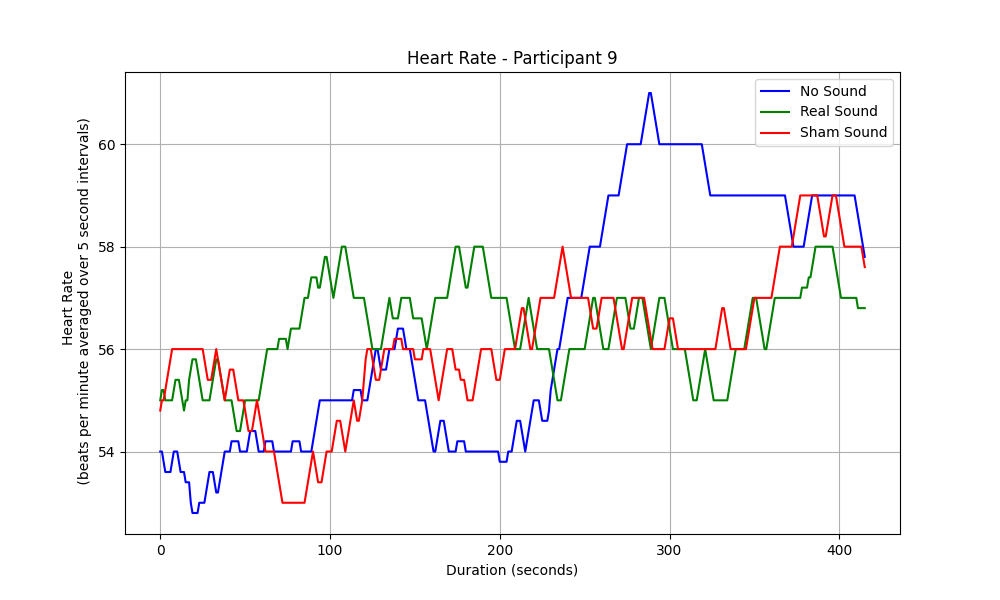 Heart Rate - Participant 9
No Sound
Real Sound
Sham Sound
Heart Rate
(beats per minute averaged over 5 second intervals)
60
58
56
54
0 100 200 300 400
Duration (seconds)